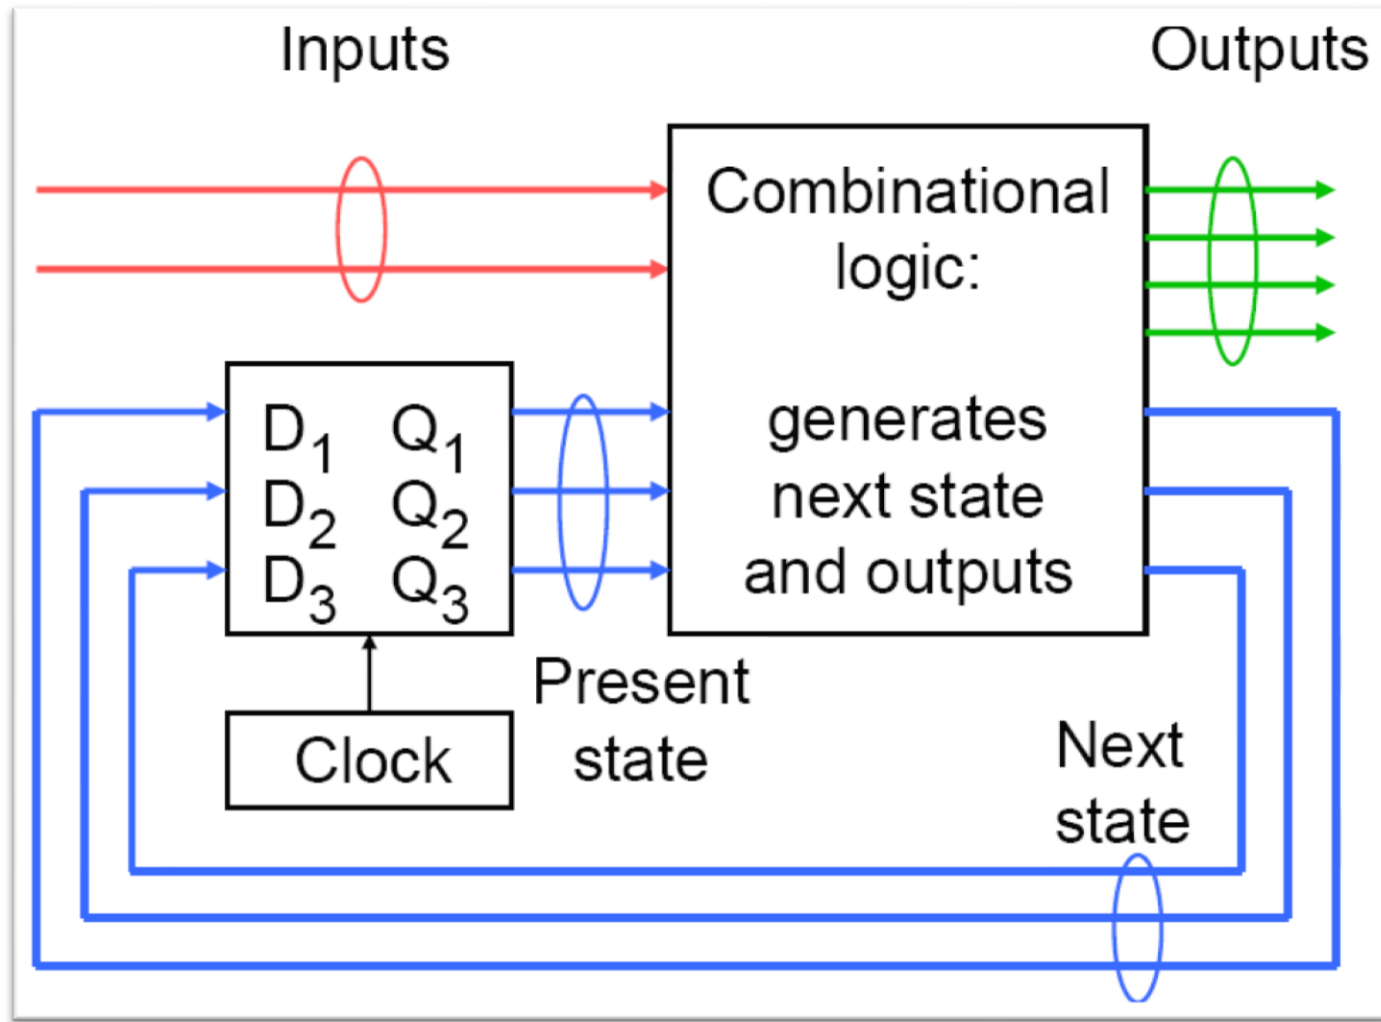 Inputs
Outputs
Combinational
logic:
generates
next state
and outputs
D₁ Q₁
D₂ Q₂
D₃ Q₃
Clock
Present
state
Next
state